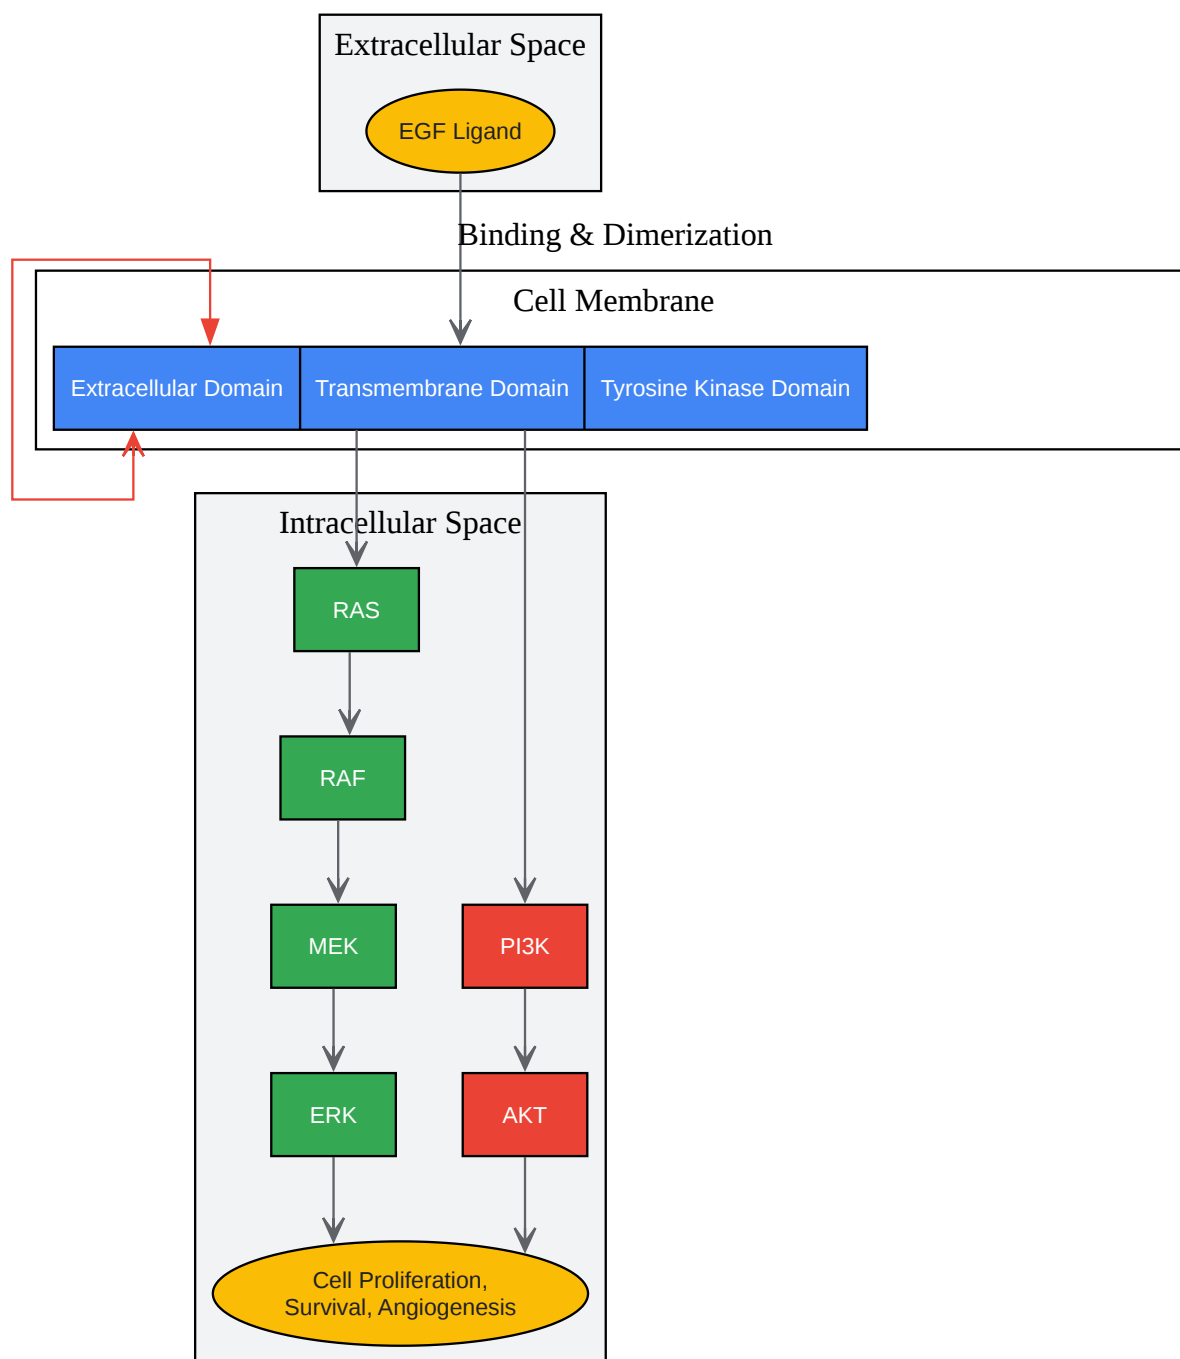 Extracellular Space
EGF Ligand
Binding & Dimerization
Cell Membrane
Extracellular Domain
Transmembrane Domain
Tyrosine Kinase Domain
Intracellular Space
RAS
RAF
MEK
PI3K
ERK
AKT
Cell Proliferation,
Survival, Angiogenesis